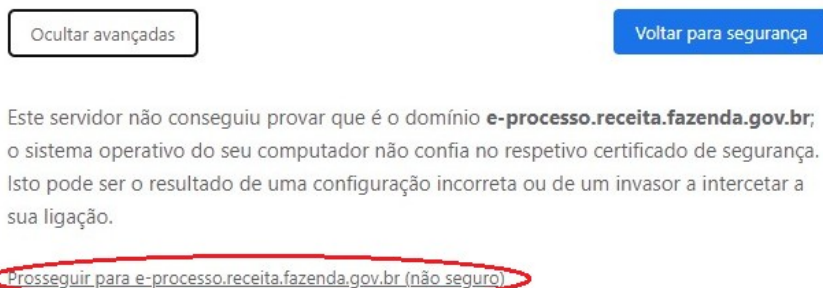 Ocultar avançadas
Voltar para segurança
Este servidor não conseguiu provar que é o domínio e-processo.receita.fazenda.gov.br;
o sistema operativo do seu computador não confia no respetivo certificado de segurança.
Isto pode ser o resultado de uma configuração incorreta ou de um invasor a intercetar a
sua ligação.
Prosseguir para e-processo.receita.fazenda.gov.br (não seguro)